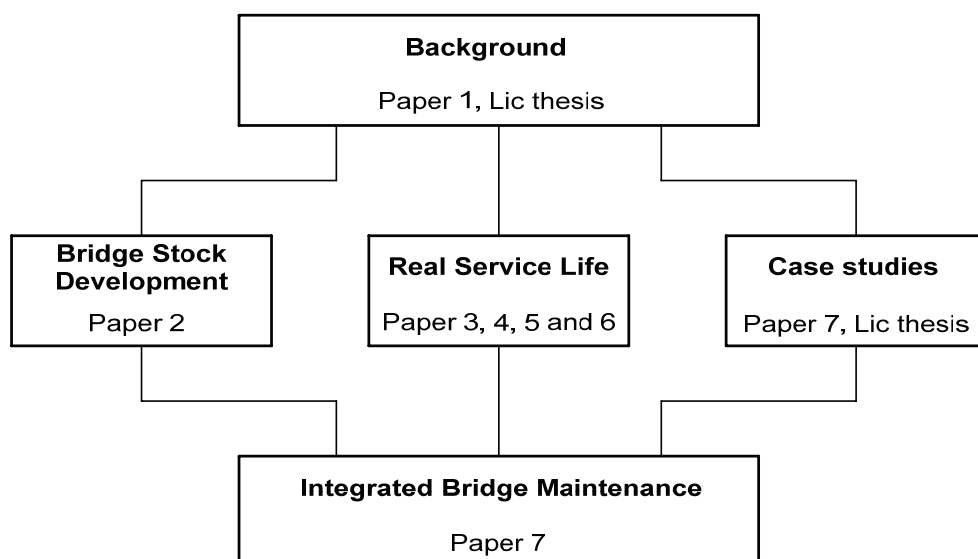 Background
Paper 1, Lic thesis
Bridge Stock
Development
Paper 2
Real Service Life
Paper 3, 4, 5 and 6
Case studies
Paper 7, Lic thesis
Integrated Bridge Maintenance
Paper 7